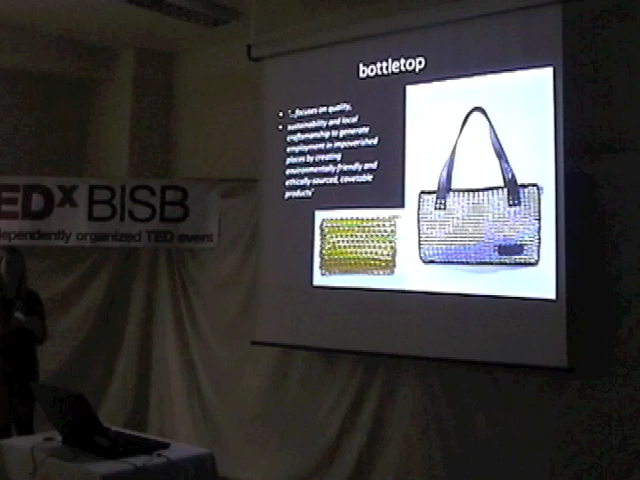 bottletop
• "...focuses on quality,
• sustainability and local
craftsmanship to generate
employment in impoverished
places by creating
environmentally friendly and
ethically-sourced, covetable
products"
EDx BISB
dependently organized TED event